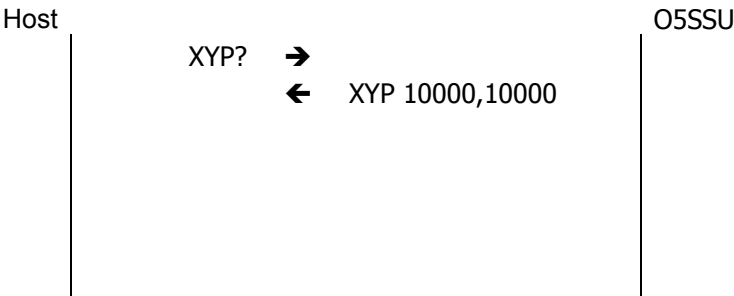 Host O5SSU
XYP? ➔
🡸 XYP 10000,10000